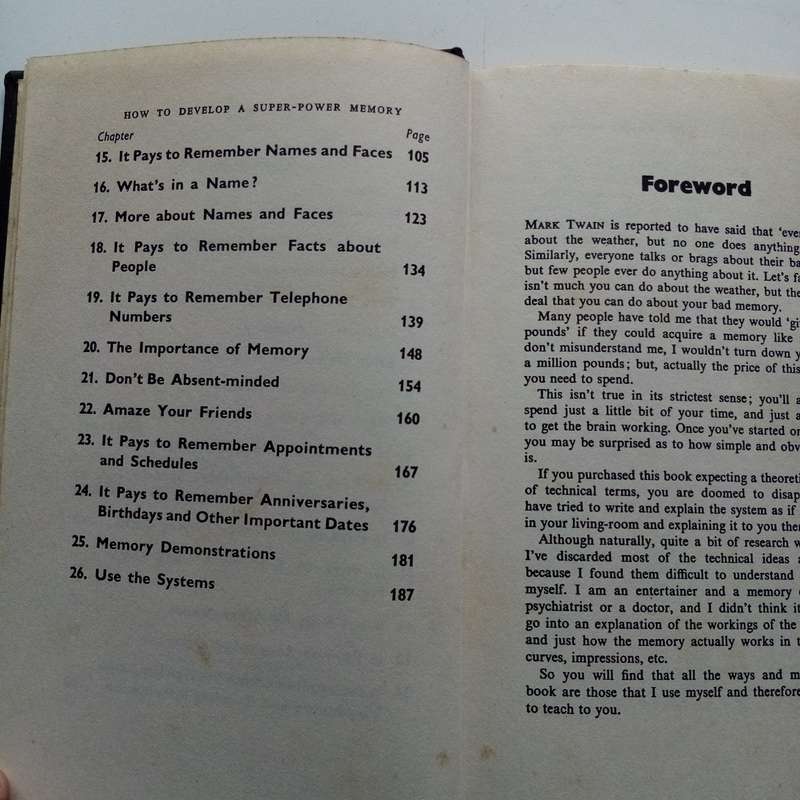 HOW TO DEVELOP A SUPER-POWER MEMORY
Chapter Page
15. It Pays to Remember Names and Faces 105
16. What's in a Name? 113
17. More about Names and Faces 123
18. It Pays to Remember Facts about
People 134
19. It Pays to Remember Telephone
Numbers 139
20. The Importance of Memory 148
21. Don't Be Absent-minded 154
22. Amaze Your Friends 160
23. It Pays to Remember Appointments
and Schedules 167
24. It Pays to Remember Anniversaries,
Birthdays and Other Important Dates 176
25. Memory Demonstrations 181
26. Use the Systems 187
Foreword
MARK TWAIN is reported to have said that 'ever
about the weather, but no one does anything
Similarly, everyone talks or brags about their ba
but few people ever do anything about it. Let's fa
isn't much you can do about the weather, but the
deal that you can do about your bad memory.
Many people have told me that they would 'gi
pounds' if they could acquire a memory like
don't misunderstand me, I wouldn't turn down y
a million pounds; but, actually the price of this
you need to spend.
This isn't true in its strictest sense; you'll a
spend just a little bit of your time, and just a
to get the brain working. Once you've started o
you may be surprised as to how simple and obv
is.
If you purchased this book expecting a theoreti
of technical terms, you are doomed to disap
have tried to write and explain the system as if
in your living-room and explaining it to you ther
Although naturally, quite a bit of research w
I've discarded most of the technical ideas a
because I found them difficult to understand
myself. I am an entertainer and a memory
psychiatrist or a doctor, and I didn't think it
go into an explanation of the workings of the
and just how the memory actually works in t
curves, impressions, etc.
So you will find that all the ways and m
book are those that I use myself and therefore
to teach to you.